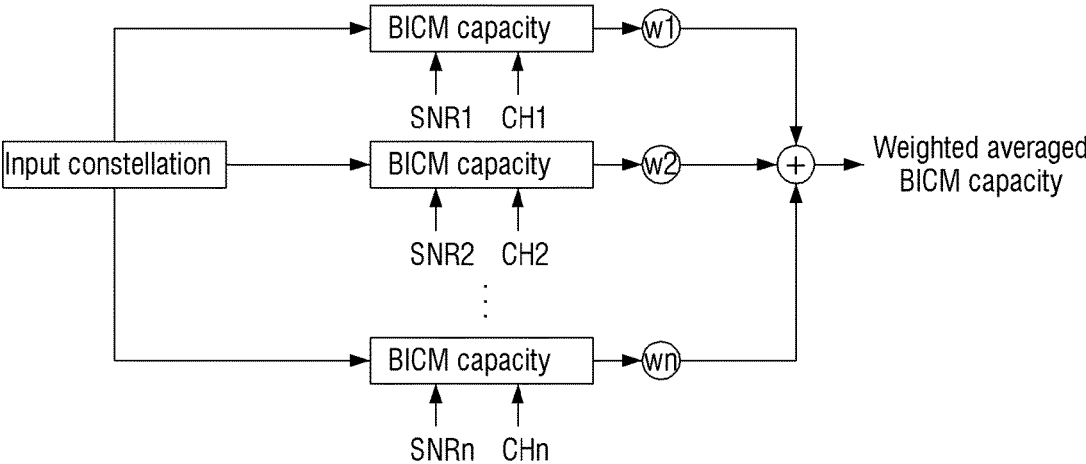 BICM capacity
w1
SNR1 CH1
Input constellation
BICM capacity
w2
+
Weighted averaged
BICM capacity
SNR2 CH2
BICM capacity
wn
SNRn CHn